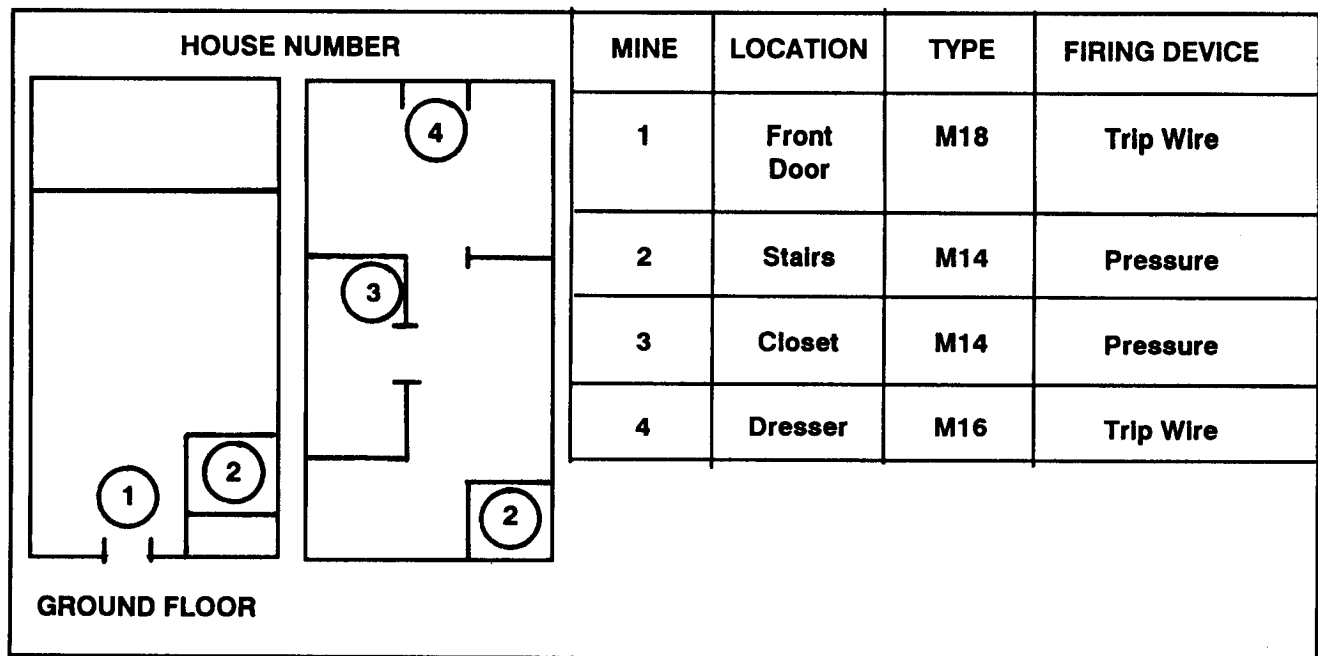 HOUSE NUMBER
4
3
1
2
2
GROUND FLOOR
MINE LOCATION TYPE FIRING DEVICE
1 Front Door M18 Trip Wire
2 Stairs M14 Pressure
3 Closet M14 Pressure
4 Dresser M16 Trip Wire